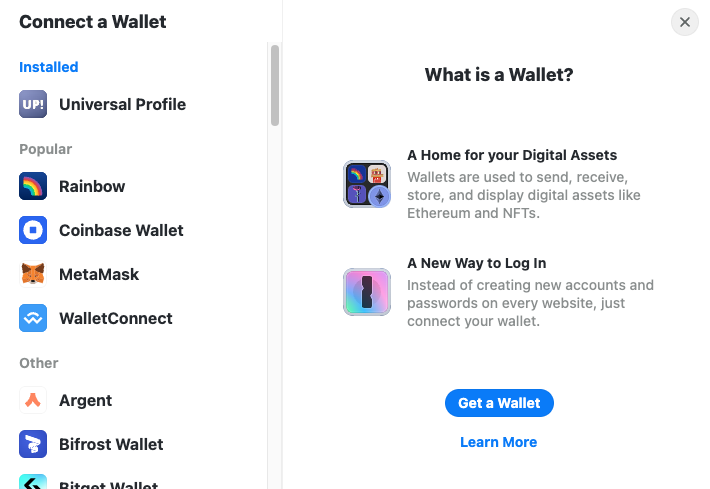 Connect a Wallet
Installed
UP!
Universal Profile
Popular
Rainbow
Coinbase Wallet
MetaMask
WalletConnect
Other
Argent
Bifrost Wallet
Bitget Wallet
What is a Wallet?
A Home for your Digital Assets
Wallets are used to send, receive,
store, and display digital assets like
Ethereum and NFTs.
A New Way to Log In
Instead of creating new accounts and
passwords on every website, just
connect your wallet.
Get a Wallet
Learn More